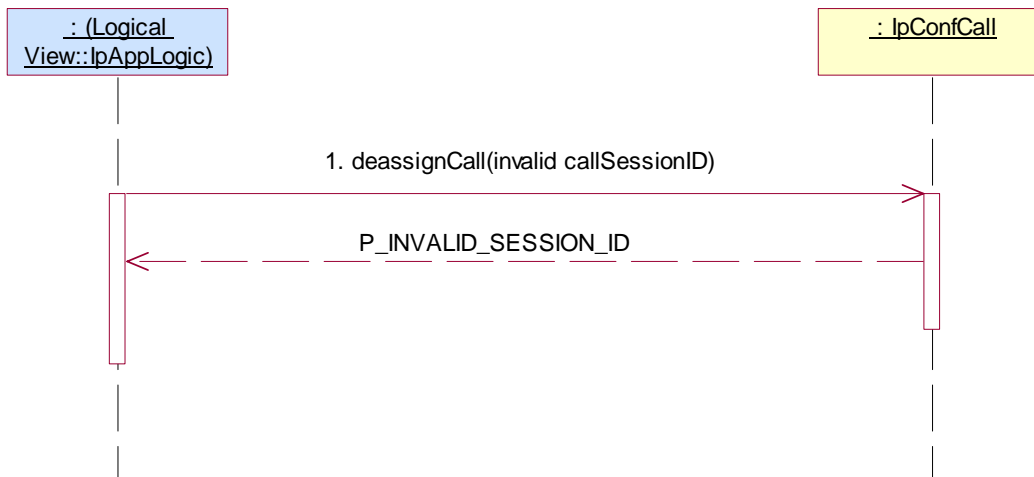 : (Logical
View::IpAppLogic)
: IpConfCall
1. deassignCall(invalid callSessionID)
P_INVALID_SESSION_ID